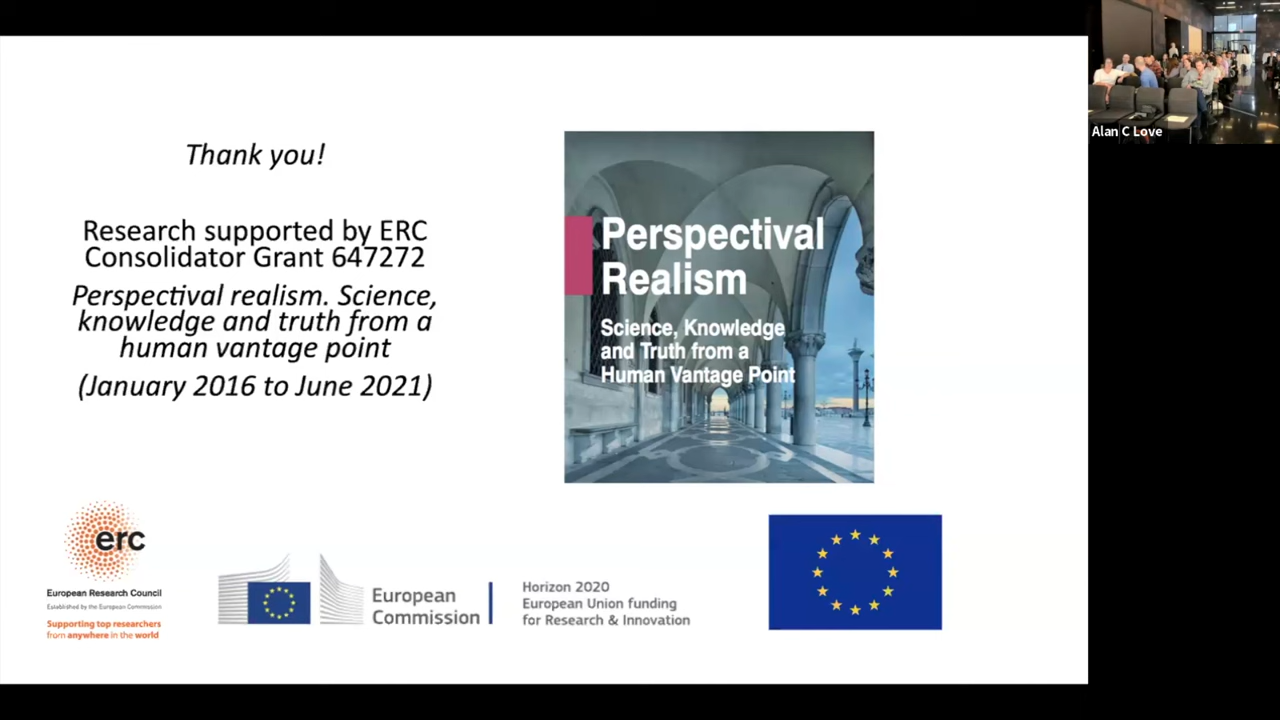 Thank you!
Research supported by ERC
Consolidator Grant 647272
Perspectival realism. Science,
knowledge and truth from a
human vantage point
(January 2016 to June 2021)
Perspectival
Realism
Science, Knowledge
and Truth from a
Human Vantage Point
erc
European Research Council
Established by the European Commission
Supporting top researchers
from anywhere in the world
European
Commission
Horizon 2020
European Union funding
for Research & Innovation
Alan C Love